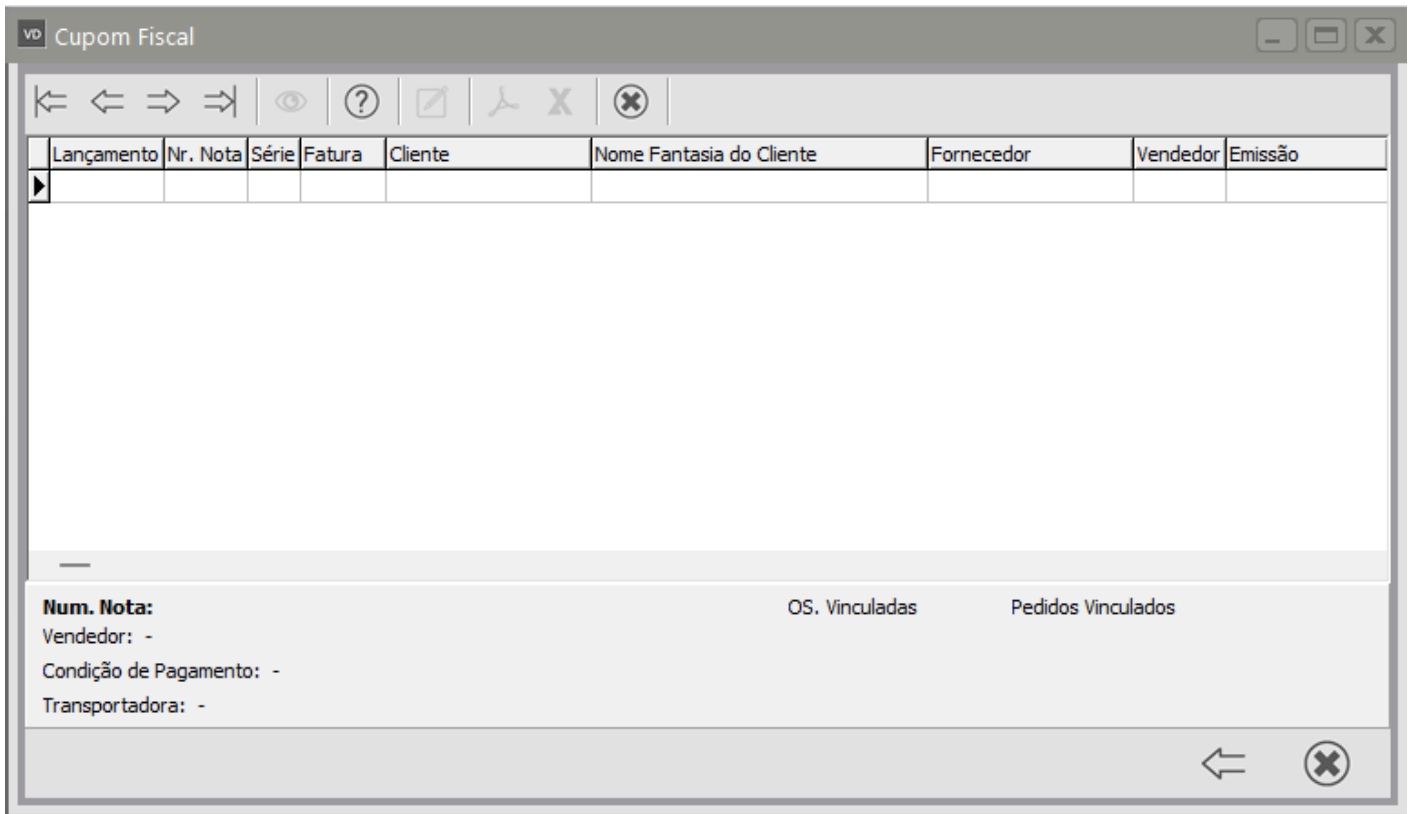 VD Cupom Fiscal
Lançamento Nr. Nota Série Fatura Cliente Nome Fantasia do Cliente Fornecedor Vendedor Emissão
Num. Nota: OS. Vinculadas Pedidos Vinculados
Vendedor: -
Condição de Pagamento: -
Transportadora: -